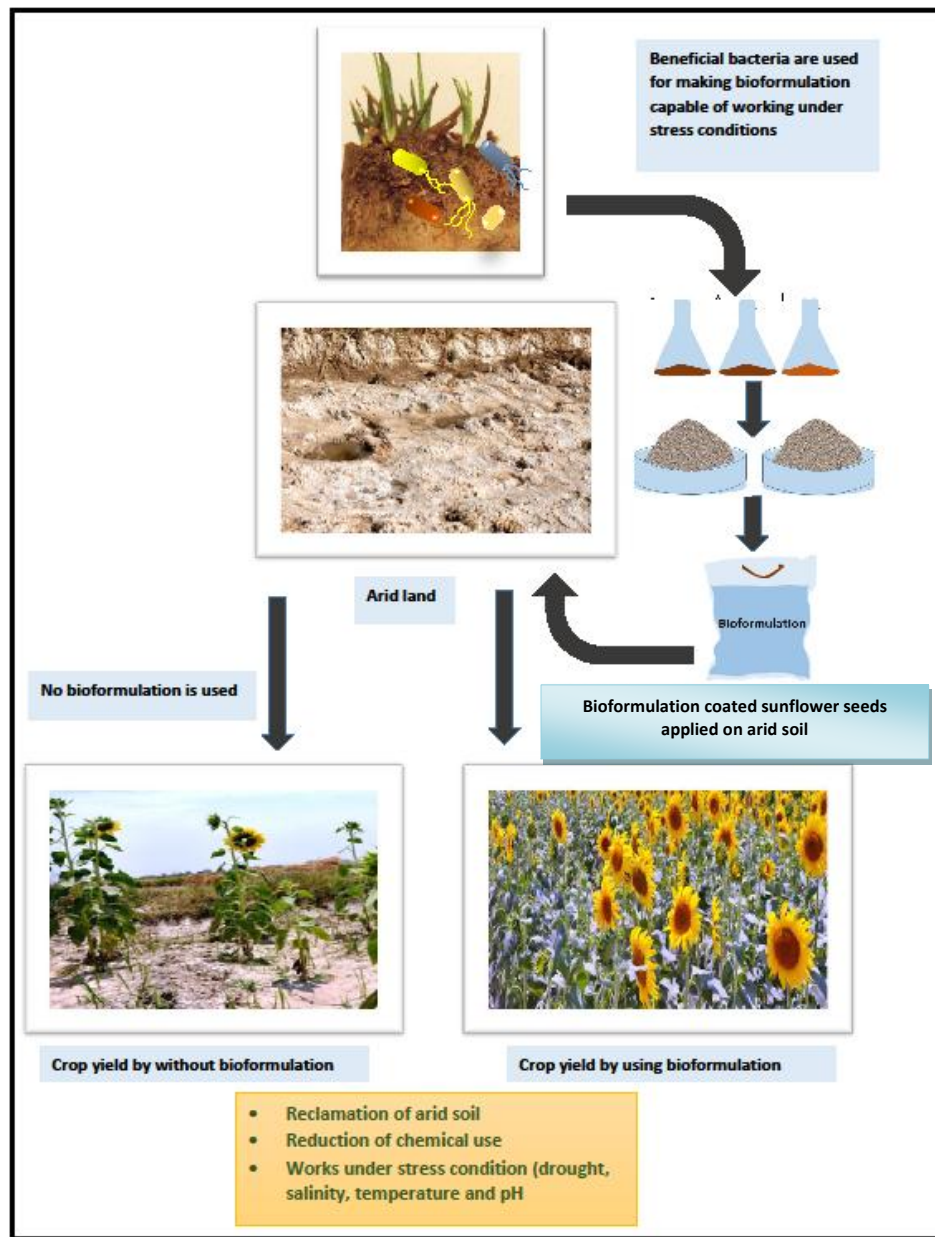 Beneficial bacteria are used
for making bioformulation
capable of working under
stress conditions
Bioformulation
Arid land
No bioformulation is used
Bioformulation coated sunflower seeds
applied on arid soil
Crop yield by without bioformulation
Crop yield by using bioformulation
• Reclamation of arid soil
• Reduction of chemical use
• Works under stress condition (drought,
salinity, temperature and pH